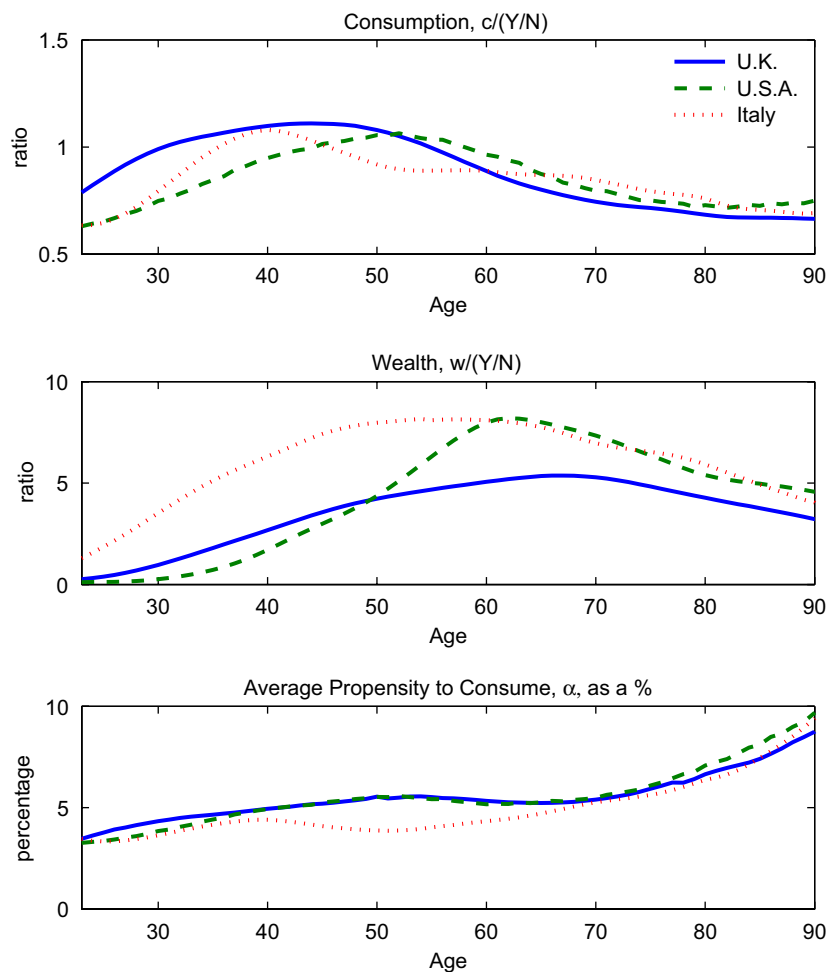 Consumption, c/(Y/N)
1.5
1
0.5
ratio
U.K.
U.S.A.
Italy
30 40 50 60 70 80 90
Age
Wealth, w/(Y/N)
10
5
0
ratio
30 40 50 60 70 80 90
Age
Average Propensity to Consume, α, as a %
10
5
0
percentage
30 40 50 60 70 80 90
Age